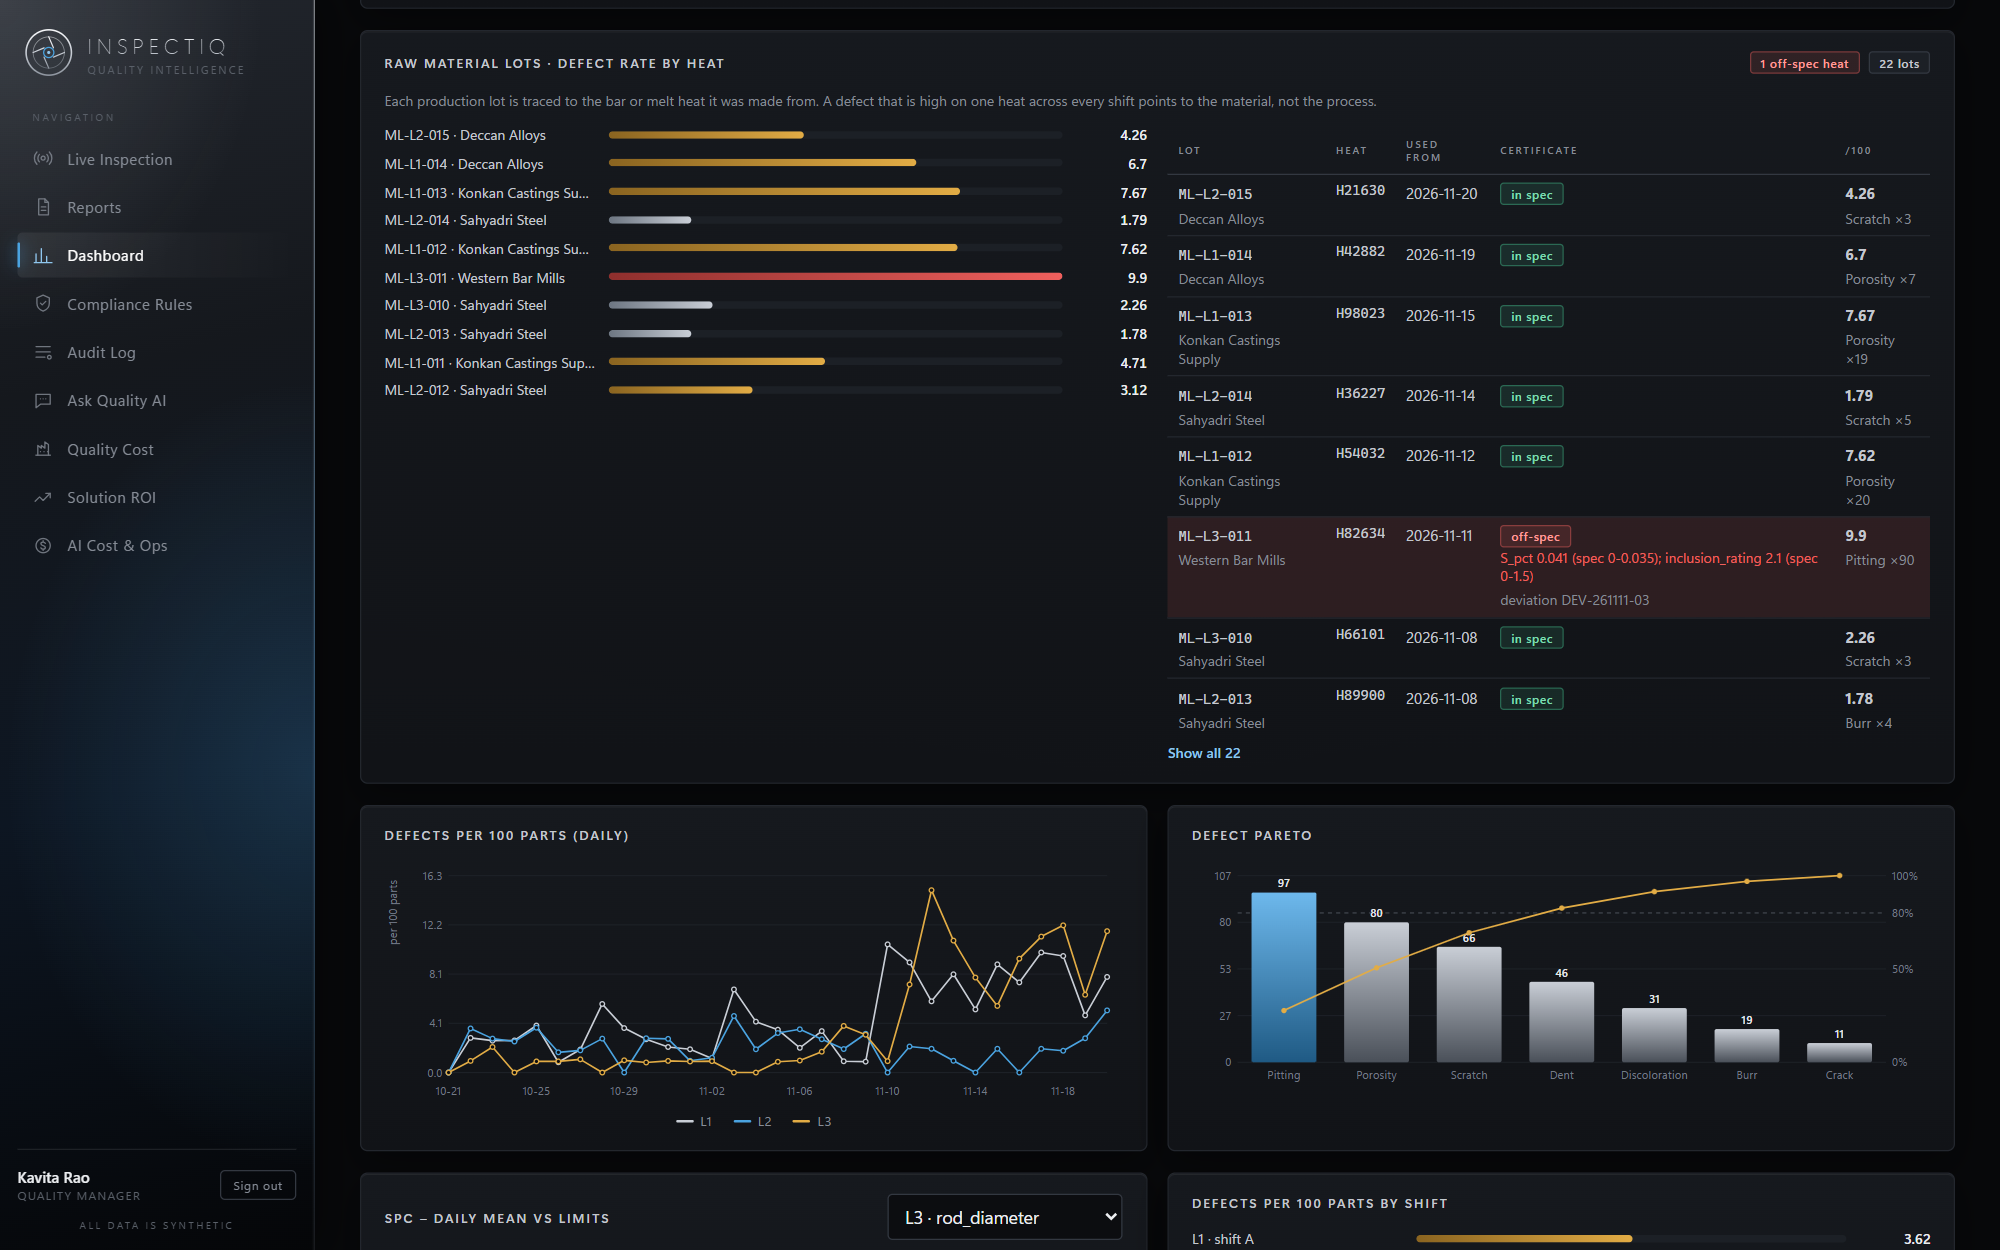 INSPECTIQ
QUALITY INTELLIGENCE
NAVIGATION
Live Inspection
Reports
Dashboard
Compliance Rules
Audit Log
Ask Quality AI
Quality Cost
Solution ROI
AI Cost & Ops
Kavita Rao
QUALITY MANAGER
Sign out
ALL DATA IS SYNTHETIC
RAW MATERIAL LOTS · DEFECT RATE BY HEAT
1 off-spec heat
22 lots
Each production lot is traced to the bar or melt heat it was made from. A defect that is high on one heat across every shift points to the material, not the process.
ML-L2-015 · Deccan Alloys 4.26
ML-L1-014 · Deccan Alloys 6.7
ML-L1-013 · Konkan Castings Su... 7.67
ML-L2-014 · Sahyadri Steel 1.79
ML-L1-012 · Konkan Castings Su... 7.62
ML-L3-011 · Western Bar Mills 9.9
ML-L3-010 · Sahyadri Steel 2.26
ML-L2-013 · Sahyadri Steel 1.78
ML-L1-011 · Konkan Castings Sup... 4.71
ML-L2-012 · Sahyadri Steel 3.12
LOT HEAT USED FROM CERTIFICATE /100
ML-L2-015 H21630 2026-11-20 in spec 4.26
Deccan Alloys Scratch ×3
ML-L1-014 H42882 2026-11-19 in spec 6.7
Deccan Alloys Porosity ×7
ML-L1-013 H98023 2026-11-15 in spec 7.67
Konkan Castings Porosity
Supply ×19
ML-L2-014 H36227 2026-11-14 in spec 1.79
Sahyadri Steel Scratch ×5
ML-L1-012 H54032 2026-11-12 in spec 7.62
Konkan Castings Porosity
Supply ×20
ML-L3-011 H82634 2026-11-11 off-spec 9.9
Western Bar Mills S_pct 0.041 (spec 0-0.035); inclusion_rating 2.1 (spec Pitting ×90
0-1.5)
deviation DEV-261111-03
ML-L3-010 H66101 2026-11-08 in spec 2.26
Sahyadri Steel Scratch ×3
ML-L2-013 H89900 2026-11-08 in spec 1.78
Sahyadri Steel Burr ×4
Show all 22
DEFECTS PER 100 PARTS (DAILY)
per 100 parts
16.3
12.2
8.1
4.1
0.0
10-21 10-25 10-29 11-02 11-06 11-10 11-14 11-18
L1 L2 L3
DEFECT PARETO
107 100%
80 80%
53 50%
27
0 0%
97 80 66 46 31 19 11
Pitting Porosity Scratch Dent Discoloration Burr Crack
SPC – DAILY MEAN VS LIMITS
L3 · rod_diameter
DEFECTS PER 100 PARTS BY SHIFT
L1 · shift A 3.62